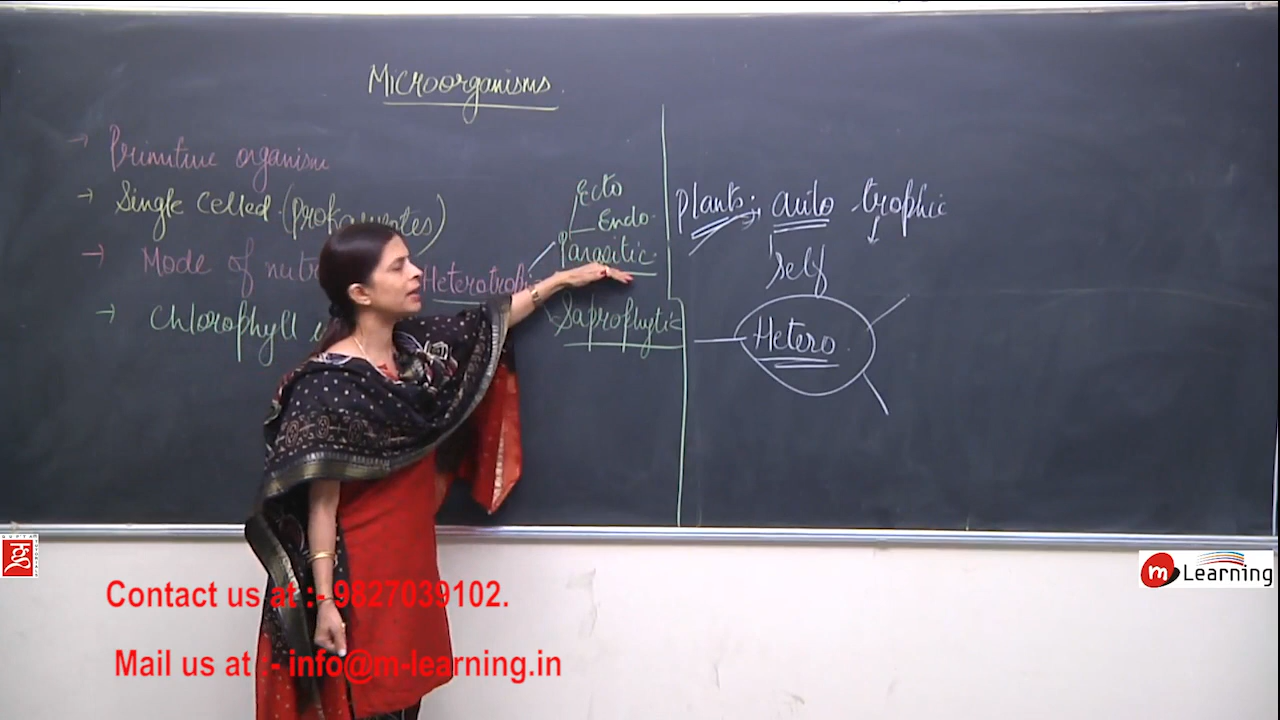 Microorganisms.
→ Primitive organism
→ Single celled. (Prokaryotes)
→ Mode of nutr
Heterotroph
→ Chlorophyll
Ecto
Endo.
Parasitic.
Saprophytic
Plants: → auto trophic
self
Hetero
m Learning
Contact us at :- 9827039102.
Mail us at :- info@m-learning.in